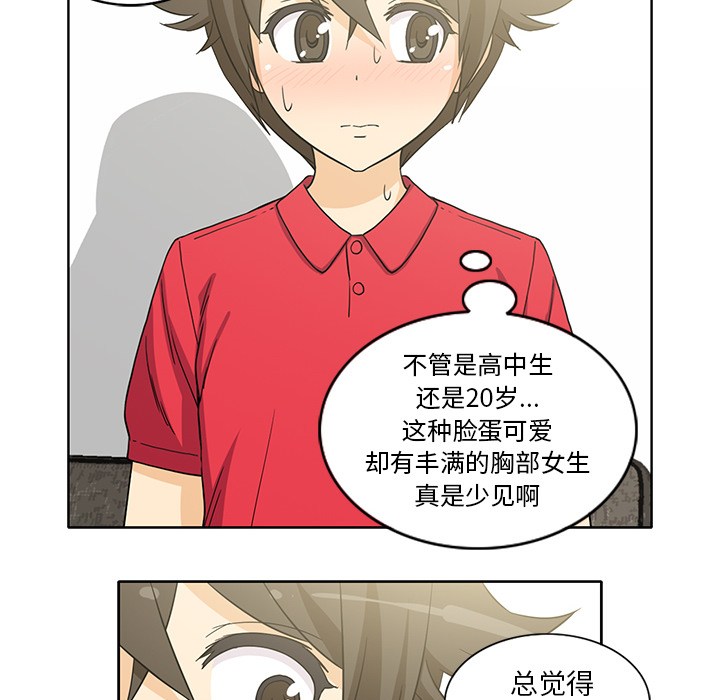 不管是高中生
还是20岁...
这种脸蛋可爱
却有丰满的胸部女生
真是少见啊
总觉得